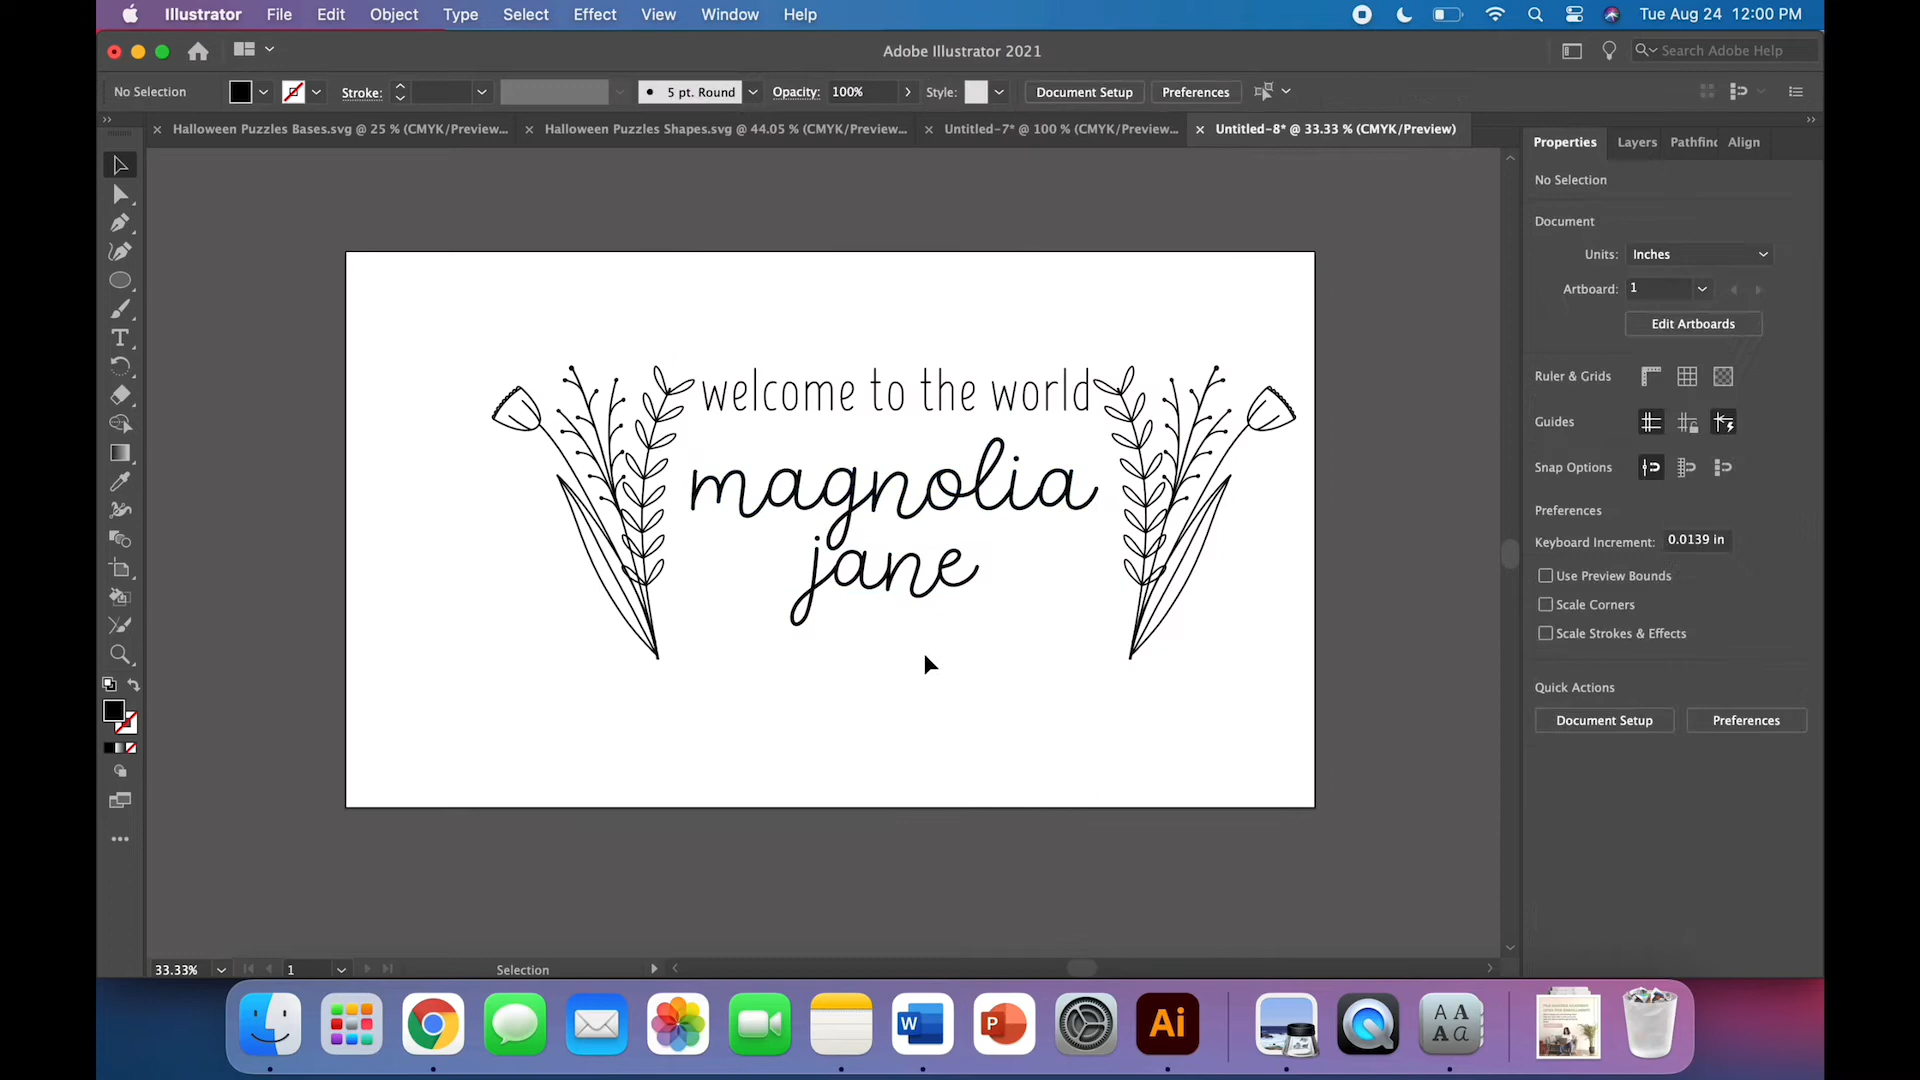 Illustrator File Edit Object Type Select Effect View Window Help Tue Aug 24 12:00 PM
Adobe Illustrator 2021 Search Adobe Help
No Selection Stroke: 5 pt. Round Opacity: 100% Style: Document Setup Preferences
Halloween Puzzles Bases.svg @ 25 % (CMYK/Preview... Halloween Puzzles Shapes.svg @ 44.05 % (CMYK/Preview... Untitled-7* @ 100 % (CMYK/Preview... Untitled-8* @ 33.33 % (CMYK/Preview)
Properties Layers Pathfinc Align
No Selection
Document
Units: Inches
Artboard: 1
Edit Artboards
Ruler & Grids
Guides
Snap Options
Preferences
Keyboard Increment: 0.0139 in
Use Preview Bounds
Scale Corners
Scale Strokes & Effects
Quick Actions
Document Setup Preferences
welcome to the world
magnolia
jane
33.33% 1 Selection
W P Ai A A A a